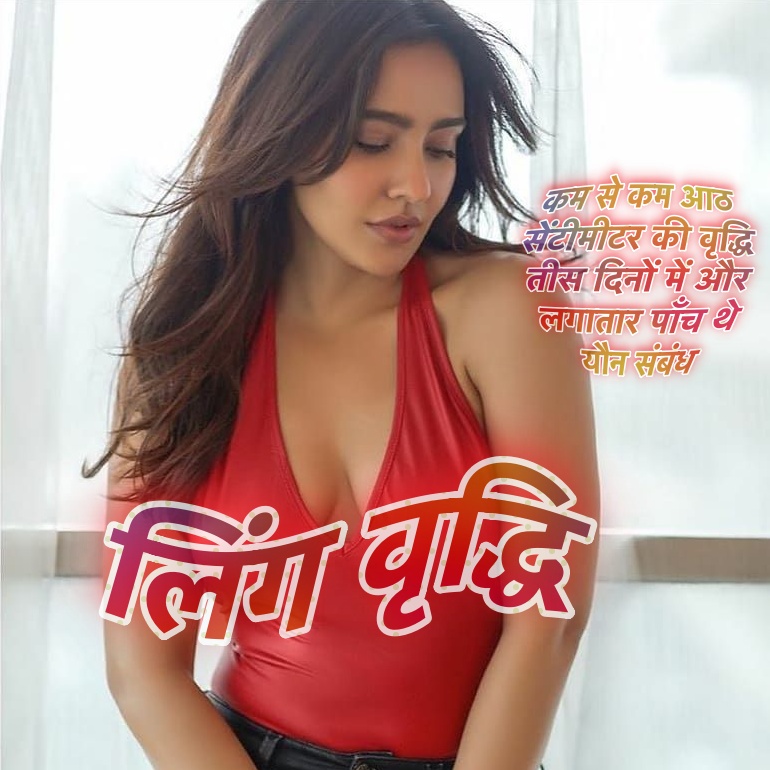 कम से कम आठ
सेंटीमीटर की वृद्धि
तीस दिनों में और
लगातार पाँच थे
यौन संबंध
लिंग वृद्धि